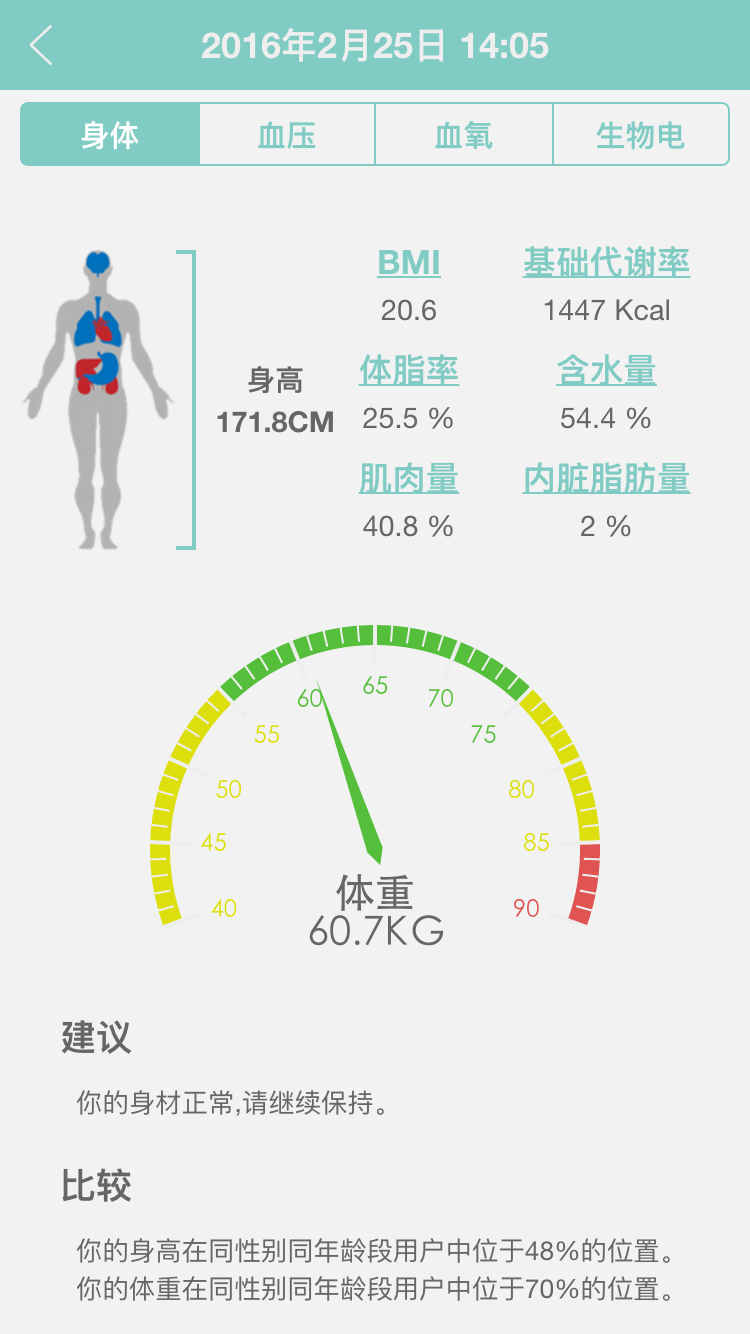 2016年2月25日 14:05
身体 血压 血氧 生物电
BMI 基础代谢率
20.6 1447 Kcal
身高
171.8CM
体脂率 含水量
25.5 % 54.4 %
肌肉量 内脏脂肪量
40.8 % 2 %
40 45 50 55 60 65 70 75 80 85 90
体重
60.7KG
建议
你的身材正常,请继续保持。
比较
你的身高在同性别同年龄段用户中位于48%的位置。
你的体重在同性别同年龄段用户中位于70%的位置。